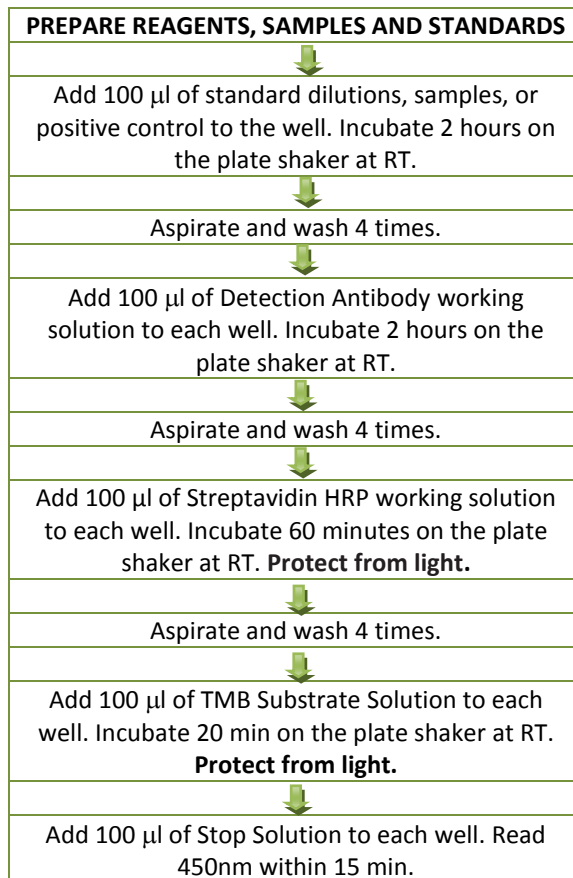 PREPARE REAGENTS, SAMPLES AND STANDARDS
Add 100 μl of standard dilutions, samples, or
positive control to the well. Incubate 2 hours on
the plate shaker at RT.
Aspirate and wash 4 times.
Add 100 μl of Detection Antibody working
solution to each well. Incubate 2 hours on the
plate shaker at RT.
Aspirate and wash 4 times.
Add 100 μl of Streptavidin HRP working solution
to each well. Incubate 60 minutes on the plate
shaker at RT. Protect from light.
Aspirate and wash 4 times.
Add 100 μl of TMB Substrate Solution to each
well. Incubate 20 min on the plate shaker at RT.
Protect from light.
Add 100 μl of Stop Solution to each well. Read
450nm within 15 min.